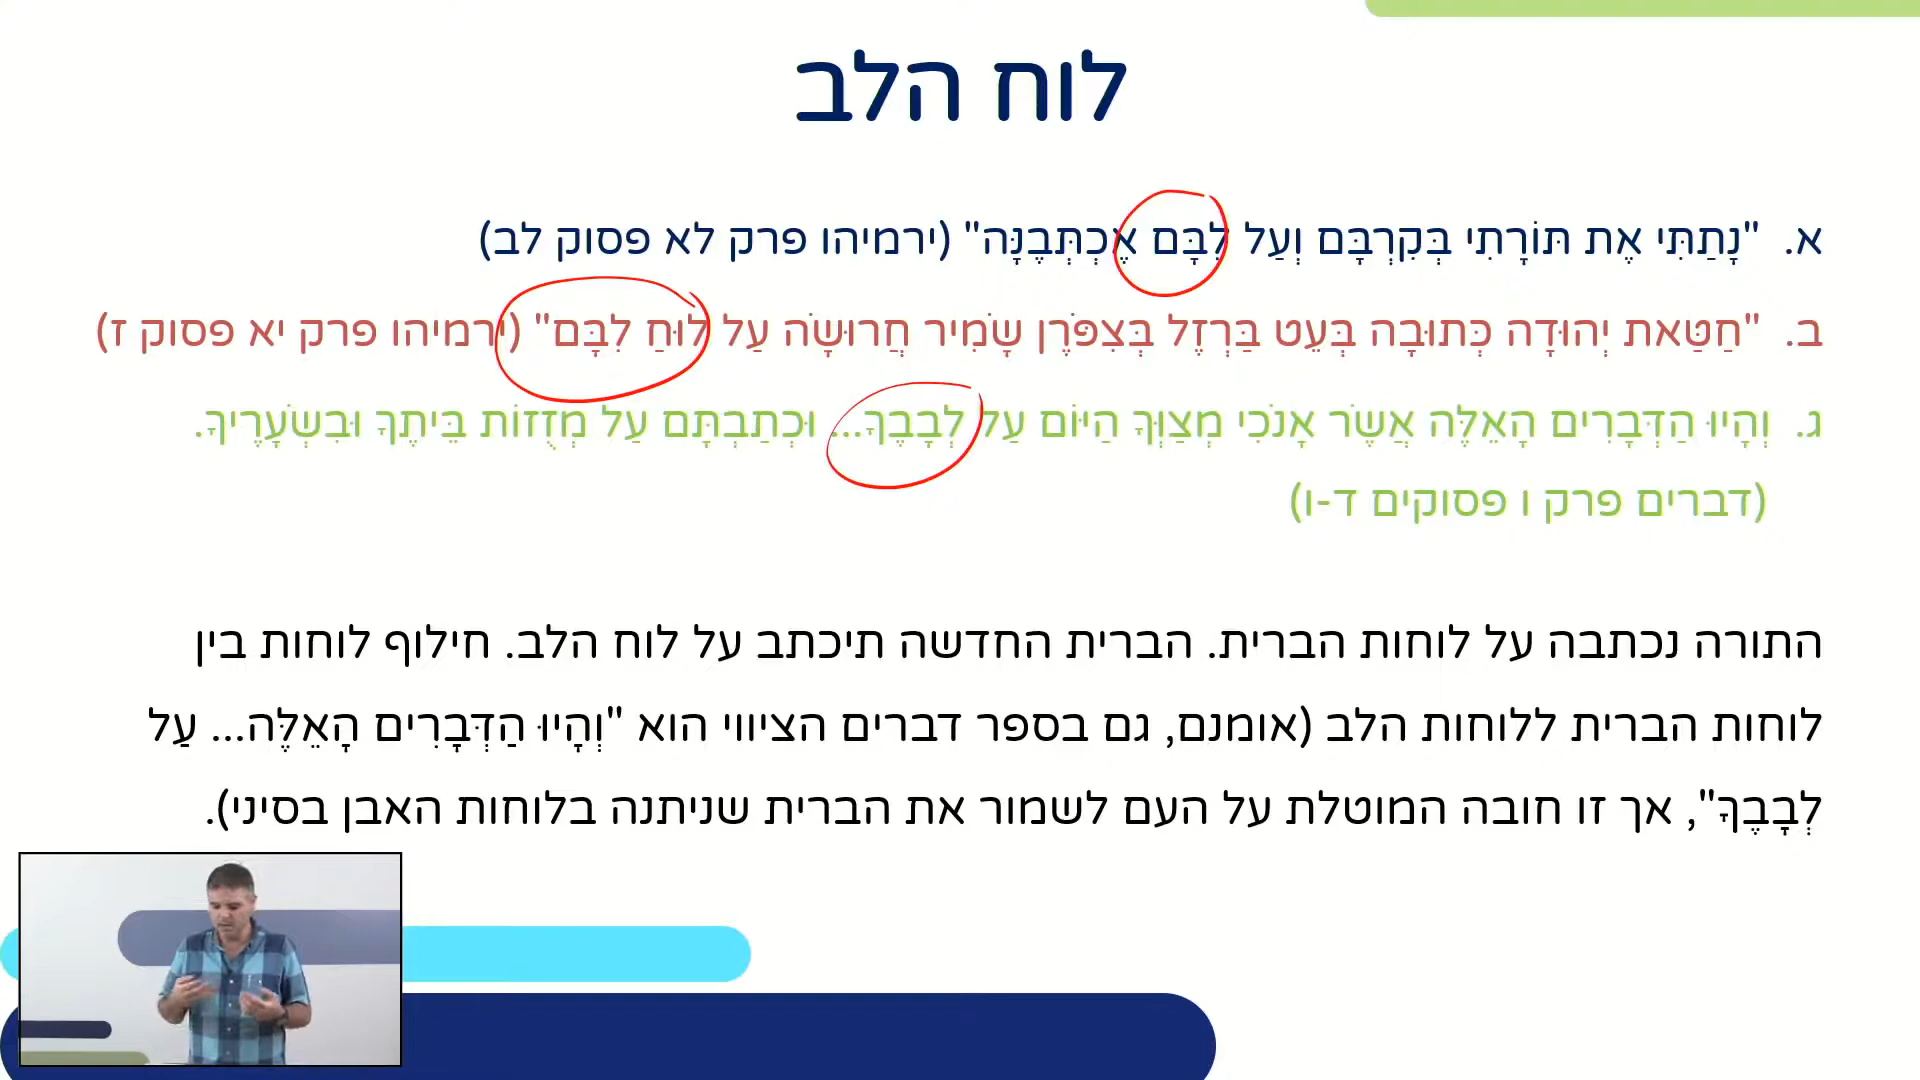 לוח הלב
א. "נָתַתִּי אֶת תּוֹרָתִי בְּקִרְבָּם וְעַל לִבָּם אֶכְתְּבֶנָּה" (ירמיהו פרק לא פסוק לב)
ב. "חַטַּאת יְהוּדָה כְּתוּבָה בְּעֵט בַּרְזֶל בְּצִפֹּרֶן שָׁמִיר חֲרוּשָׁה עַל לוּחַ לִבָּם" (ירמיהו פרק יא פסוק ז)
ג. וְהָיוּ הַדְּבָרִים הָאֵלֶּה אֲשֶׁר אָנֹכִי מְצַוְּךָ הַיּוֹם עַל לְבָבֶךָ... וּכְתַבְתָּם עַל מְזֻזוֹת בֵּיתֶךָ וּבִשְׁעָרֶיךָ.
(דברים פרק ו פסוקים ד-ו)
התורה נכתבה על לוחות הברית. הברית החדשה תיכתב על לוח הלב. חילוף לוחות בין
לוחות הברית ללוחות הלב (אומנם, גם בספר דברים הציווי הוא "וְהָיוּ הַדְּבָרִים הָאֵלֶּה... עַל
לְבָבֶךָ", אך זו חובה המוטלת על העם לשמור את הברית שניתנה בלוחות האבן בסיני).